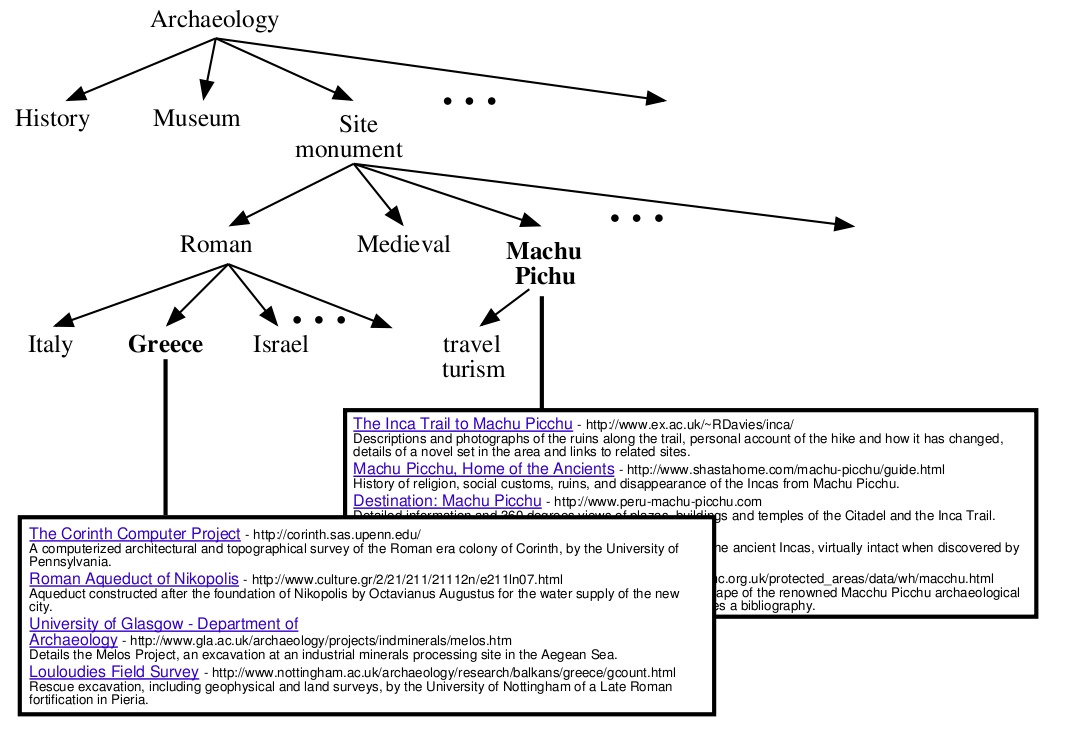 Archaeology
History
Museum
Site
monument
• • •
Roman
Medieval
Machu
Pichu
• • •
Italy
Greece
Israel
• • •
travel
turism
The Inca Trail to Machu Picchu - http://www.ex.ac.uk/~RDavies/inca/
Descriptions and photographs of the ruins along the trail, personal account of the hike and how it has changed,
details of a novel set in the area and links to related sites.
Machu Picchu, Home of the Ancients - http://www.shastahome.com/machu-picchu/guide.html
History of religion, social customs, ruins, and disappearance of the Incas from Machu Picchu.
Destination: Machu Picchu - http://www.peru-machu-picchu.com
Detailed information and 360 degrees views of plazas, buildings and temples of the Citadel and the Inca Trail.
ancient Incas, virtually intact when discovered by
.org.uk/protected_areas/data/wh/macchu.html
of the renowned Macchu Picchu archaeological
a bibliography.
The Corinth Computer Project - http://corinth.sas.upenn.edu/
A computerized architectural and topographical survey of the Roman era colony of Corinth, by the University of
Pennsylvania.
Roman Aqueduct of Nikopolis - http://www.culture.gr/2/21/211/21112n/e211ln07.html
Aqueduct constructed after the foundation of Nikopolis by Octavianus Augustus for the water supply of the new
city.
University of Glasgow - Department of
Archaeology - http://www.gla.ac.uk/archaeology/projects/indminerals/melos.htm
Details the Melos Project, an excavation at an industrial minerals processing site in the Aegean Sea.
Louloudies Field Survey - http://www.nottingham.ac.uk/archaeology/research/balkans/greece/gcount.html
Rescue excavation, including geophysical and land surveys, by the University of Nottingham of a Late Roman
fortification in Pieria.